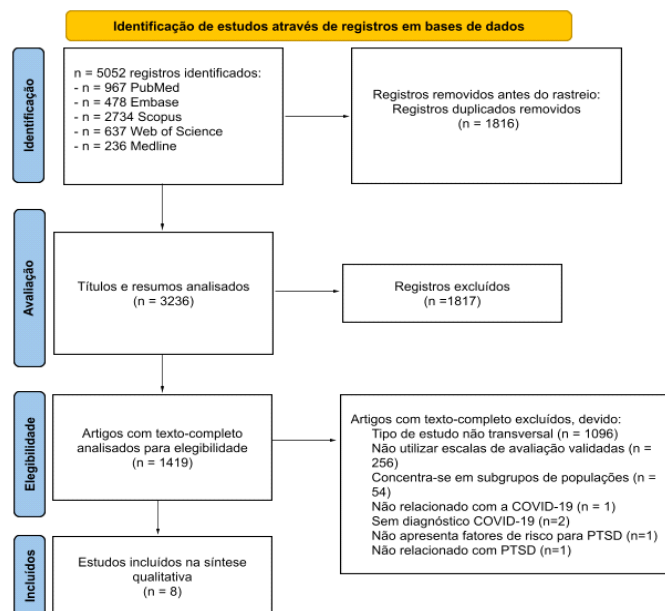 Identificação de estudos através de registros em bases de dados
Identificação
n = 5052 registros identificados:
- n = 967 PubMed
- n = 478 Embase
- n = 2734 Scopus
- n = 637 Web of Science
- n = 236 Medline
Registros removidos antes do rastreio:
Registros duplicados removidos
(n = 1816)
Avaliação
Títulos e resumos analisados
(n = 3236)
Registros excluídos
(n =1817)
Elegibilidade
Artigos com texto-completo
analisados para elegibilidade
(n = 1419)
Artigos com texto-completo excluídos, devido:
Tipo de estudo não transversal (n = 1096)
Não utilizar escalas de avaliação validadas (n =
256)
Concentra-se em subgrupos de populações (n =
54)
Não relacionado com a COVID-19 (n = 1)
Sem diagnóstico COVID-19 (n=2)
Não apresenta fatores de risco para PTSD (n=1)
Não relacionado com PTSD (n=1)
Incluídos
Estudos incluídos na síntese
qualitativa
(n = 8)